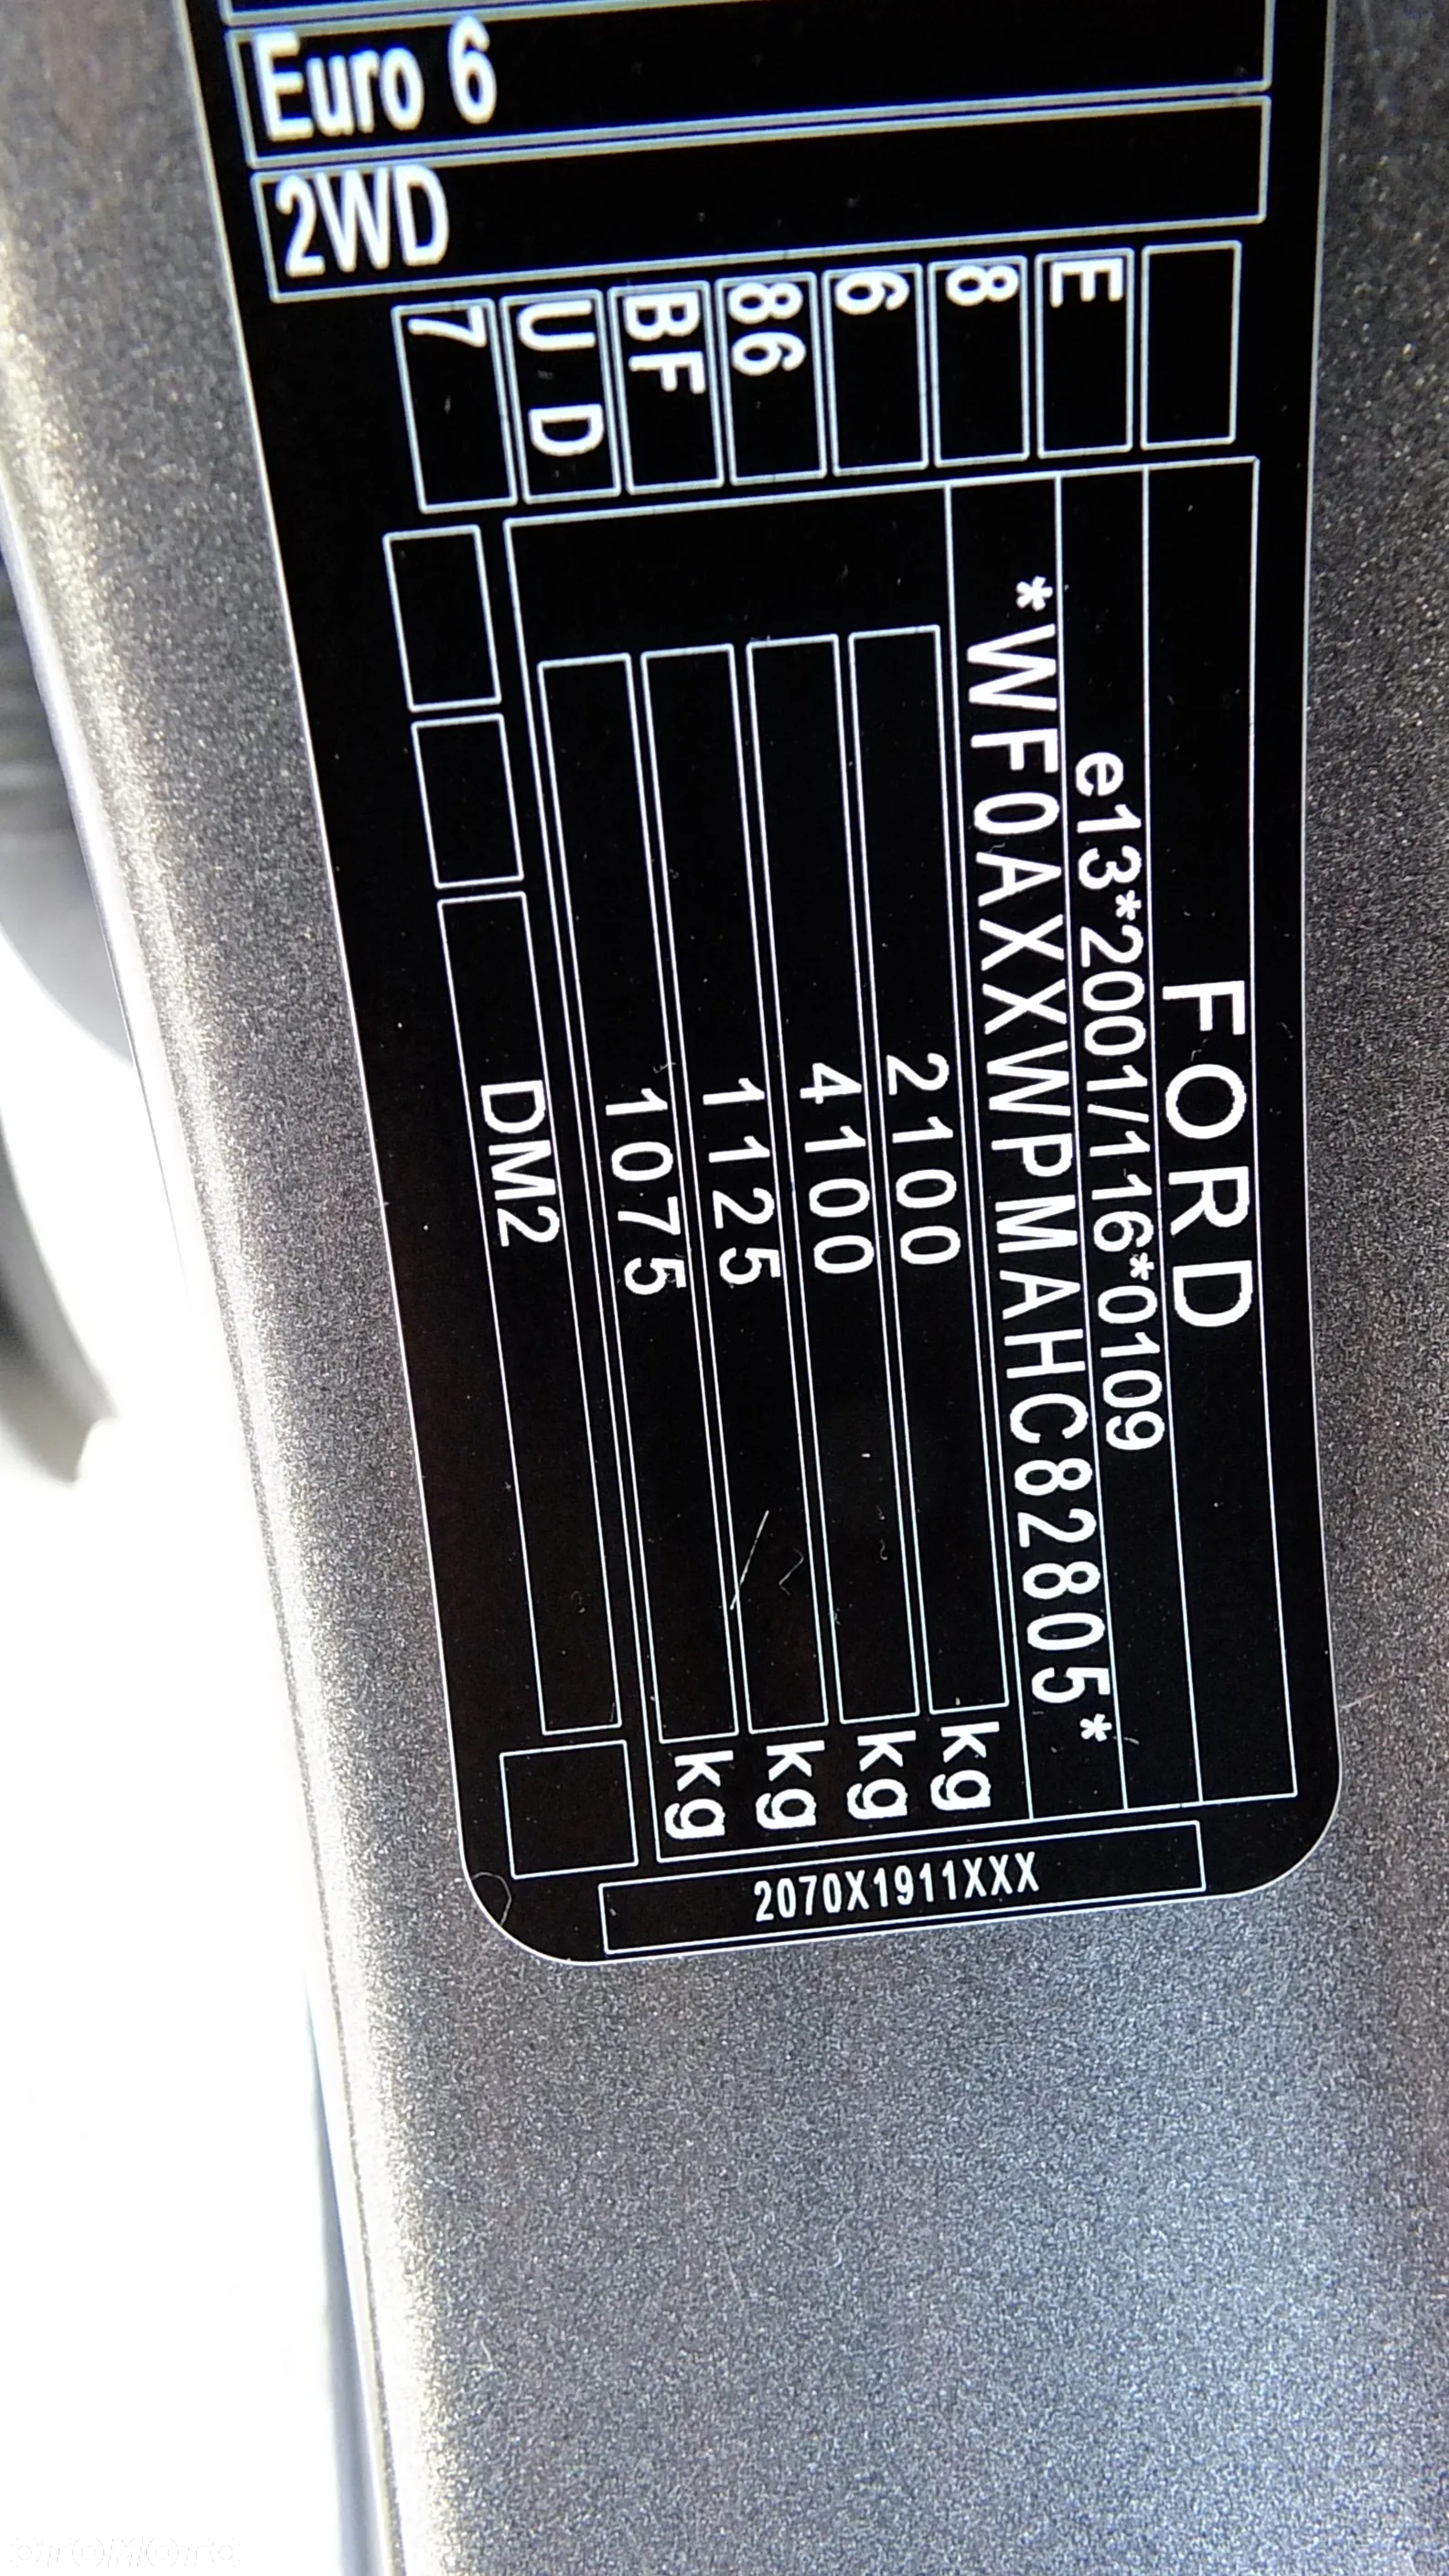 FORD
e13*2001/116*0109
*WF0AXXWPMAHC82805*
2100 kg
4100 kg
1125 kg
1075 kg
DM2
E
8
6
86
BF
U D
7
Euro 6
2WD
2070X1911XXX
OTOMOTO